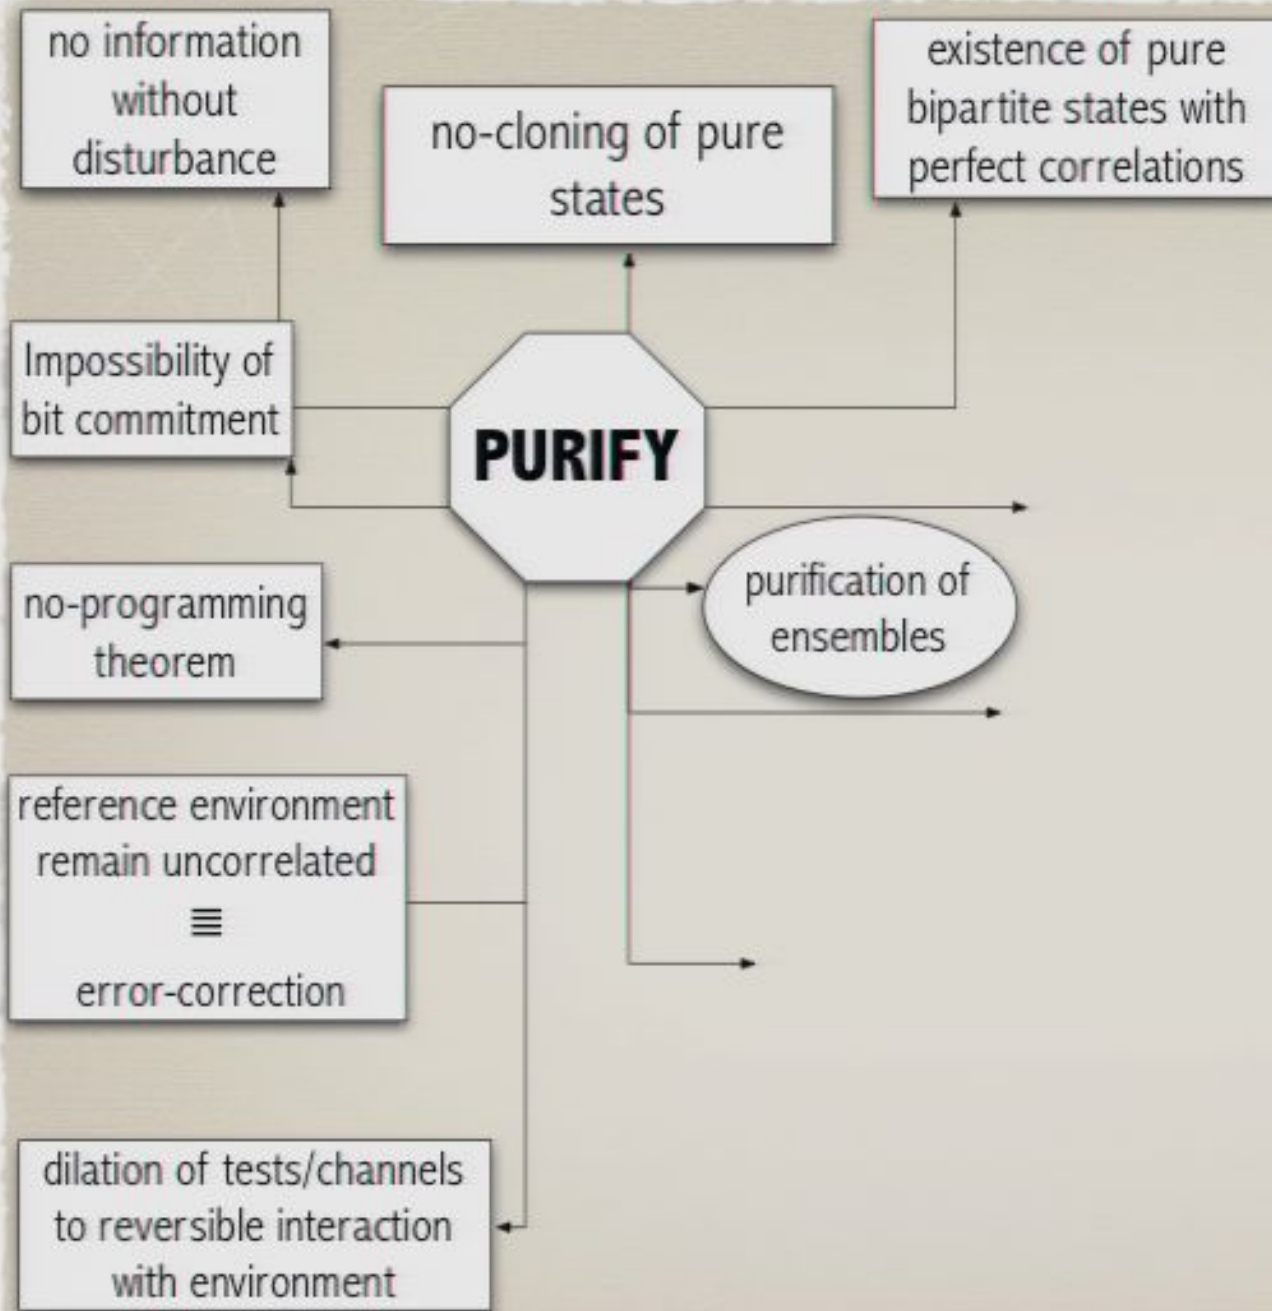 no information
without
disturbance
no-cloning of pure
states
existence of pure
bipartite states with
perfect correlations
Impossibility of
bit commitment
PURIFY
no-programming
theorem
purification of
ensembles
reference environment
remain uncorrelated
≣
error-correction
dilation of tests/channels
to reversible interaction
with environment